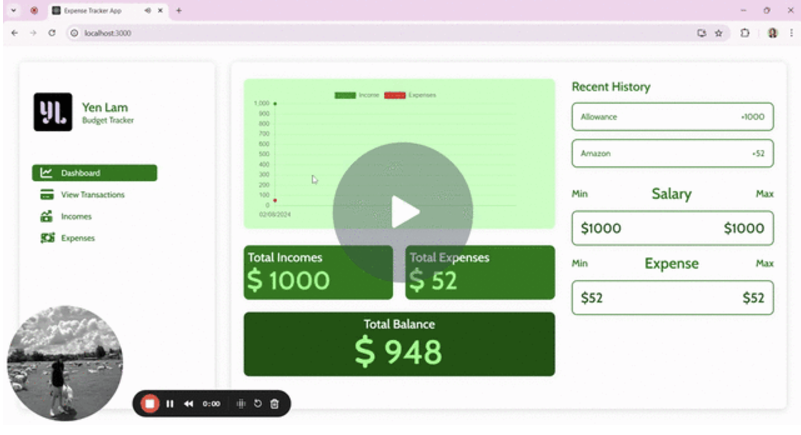 Expense Tracker App
localhost:3000
YL
Yen Lam
Budget Tracker
Dashboard
View Transactions
Incomes
Expenses
Income Expenses
1,000
900
800
700
600
500
400
300
200
100
0
02/09/2024
Total Incomes
$ 1000
Total Expenses
$ 52
Total Balance
$ 948
Recent History
Allowance +1000
Amazon +52
Min Salary Max
$1000 $1000
Min Expense Max
$52 $52
0:00